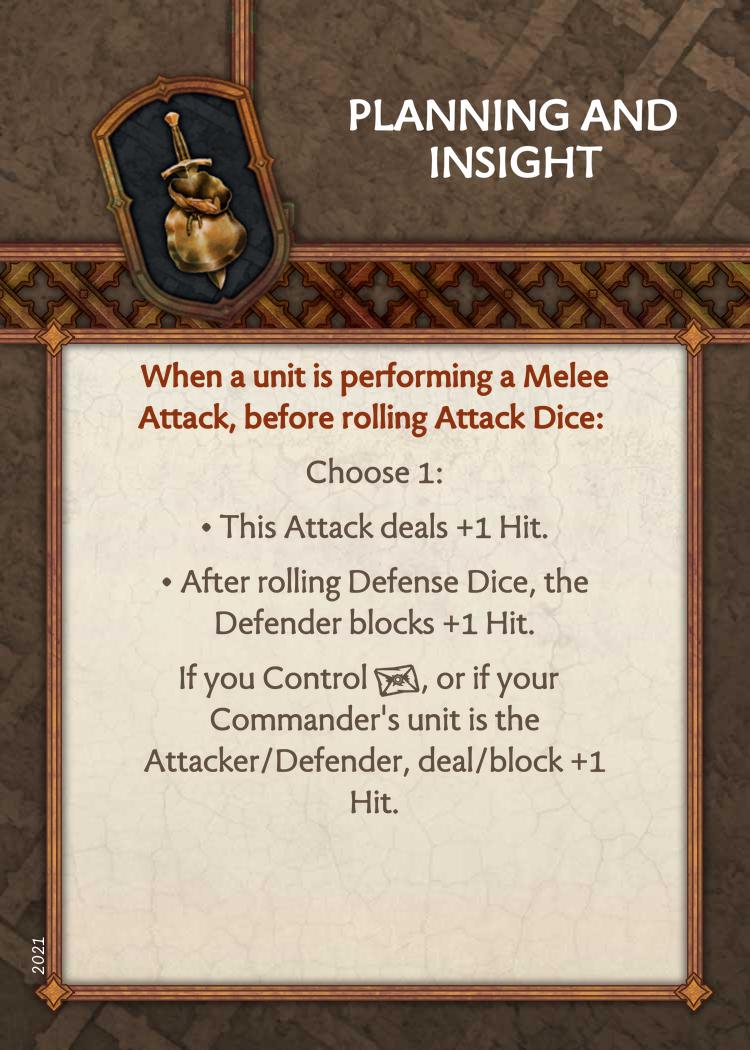 PLANNING AND
INSIGHT
When a unit is performing a Melee
Attack, before rolling Attack Dice:
Choose 1:
• This Attack deals +1 Hit.
• After rolling Defense Dice, the
Defender blocks +1 Hit.
If you Control , or if your
Commander's unit is the
Attacker/Defender, deal/block +1
Hit.
2021